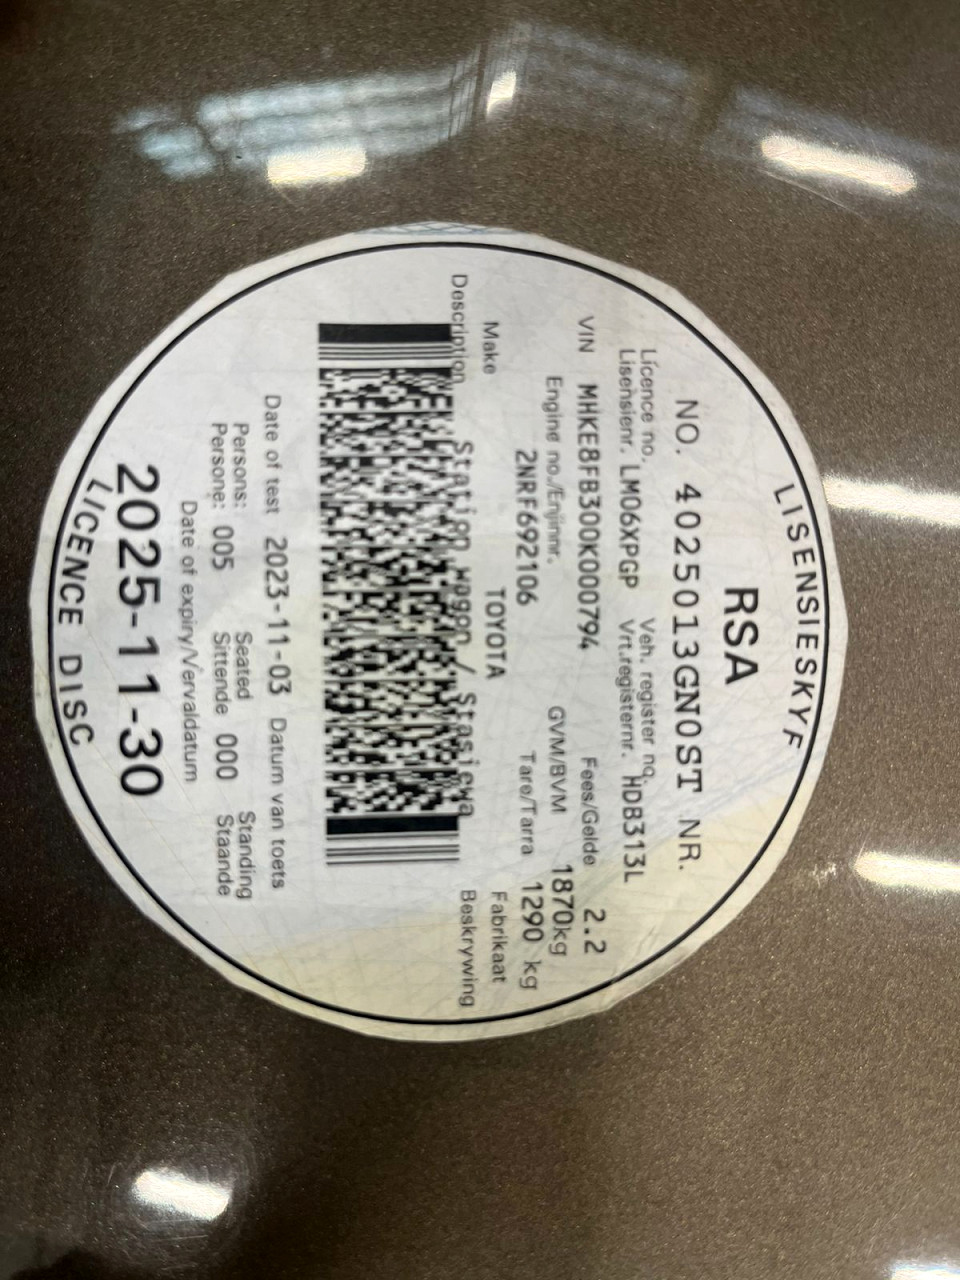 LISENSIESKYF
RSA
NO. 4025013GN0ST NR.
Licence no. Veh. register no.
Lisensienr. LM06XPGP Vrt.registernr. HDB313L
VIN MHKE8FB300K000794 Fees/Gelde 2.2
Engine no./Enjinnr. GVM/BVM 1870kg
2NRF692106 Tare/Tarra 1290 kg
Make TOYOTA Fabrikaat
Description Station wagon / Stasiewa Beskrywing
Date of test 2023-11-03 Datum van toets
Persons: Seated Standing
Persone: 005 Sittende 000 Staande
Date of expiry/Vervaldatum
2025-11-30
LICENCE DISC